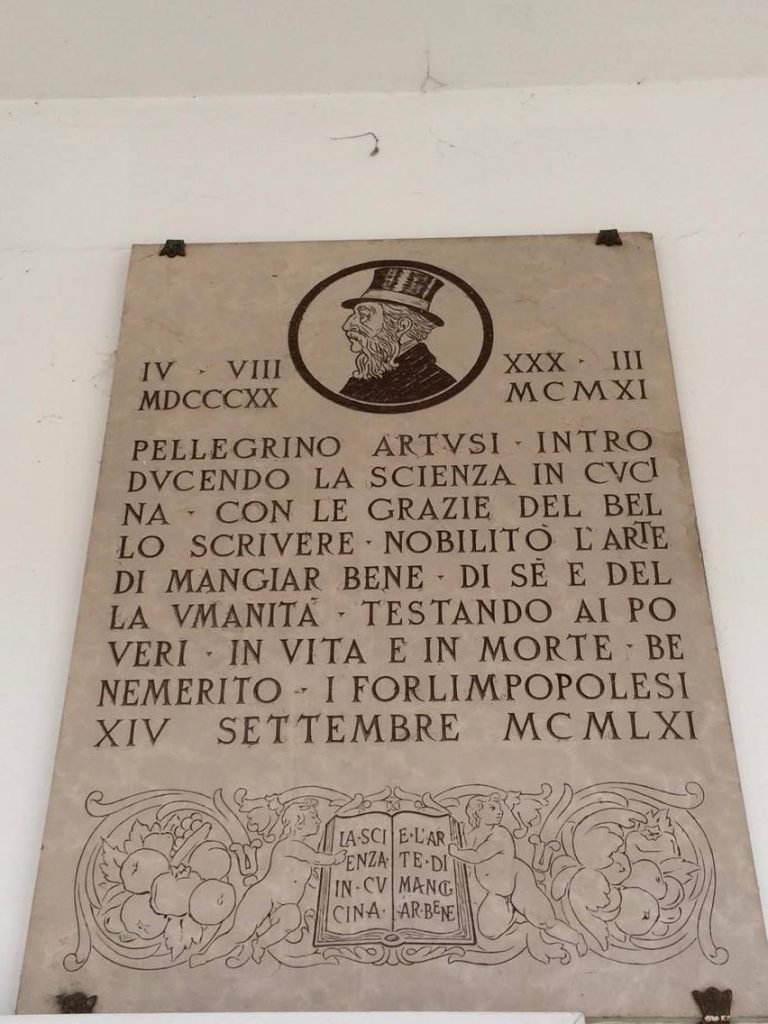 IV · VIII
MDCCCXX
XXX · III
MCMXI
PELLEGRINO ARTVSI · INTRO
DVCENDO LA SCIENZA IN CVCI
NA · CON LE GRAZIE DEL BEL
LO SCRIVERE · NOBILITÒ L'ARTE
DI MANGIAR BENE · DI SÉ E DEL
LA VMANITÀ · TESTANDO AI PO
VERI · IN VITA E IN MORTE · BE
NEMERITO · I FORLIMPOPOLESI
XIV SETTEMBRE MCMLXI
LA·SCI
ENZA·
IN·CV
CINA·
E·L'AR
TE·DI
MANGI
AR·BENE